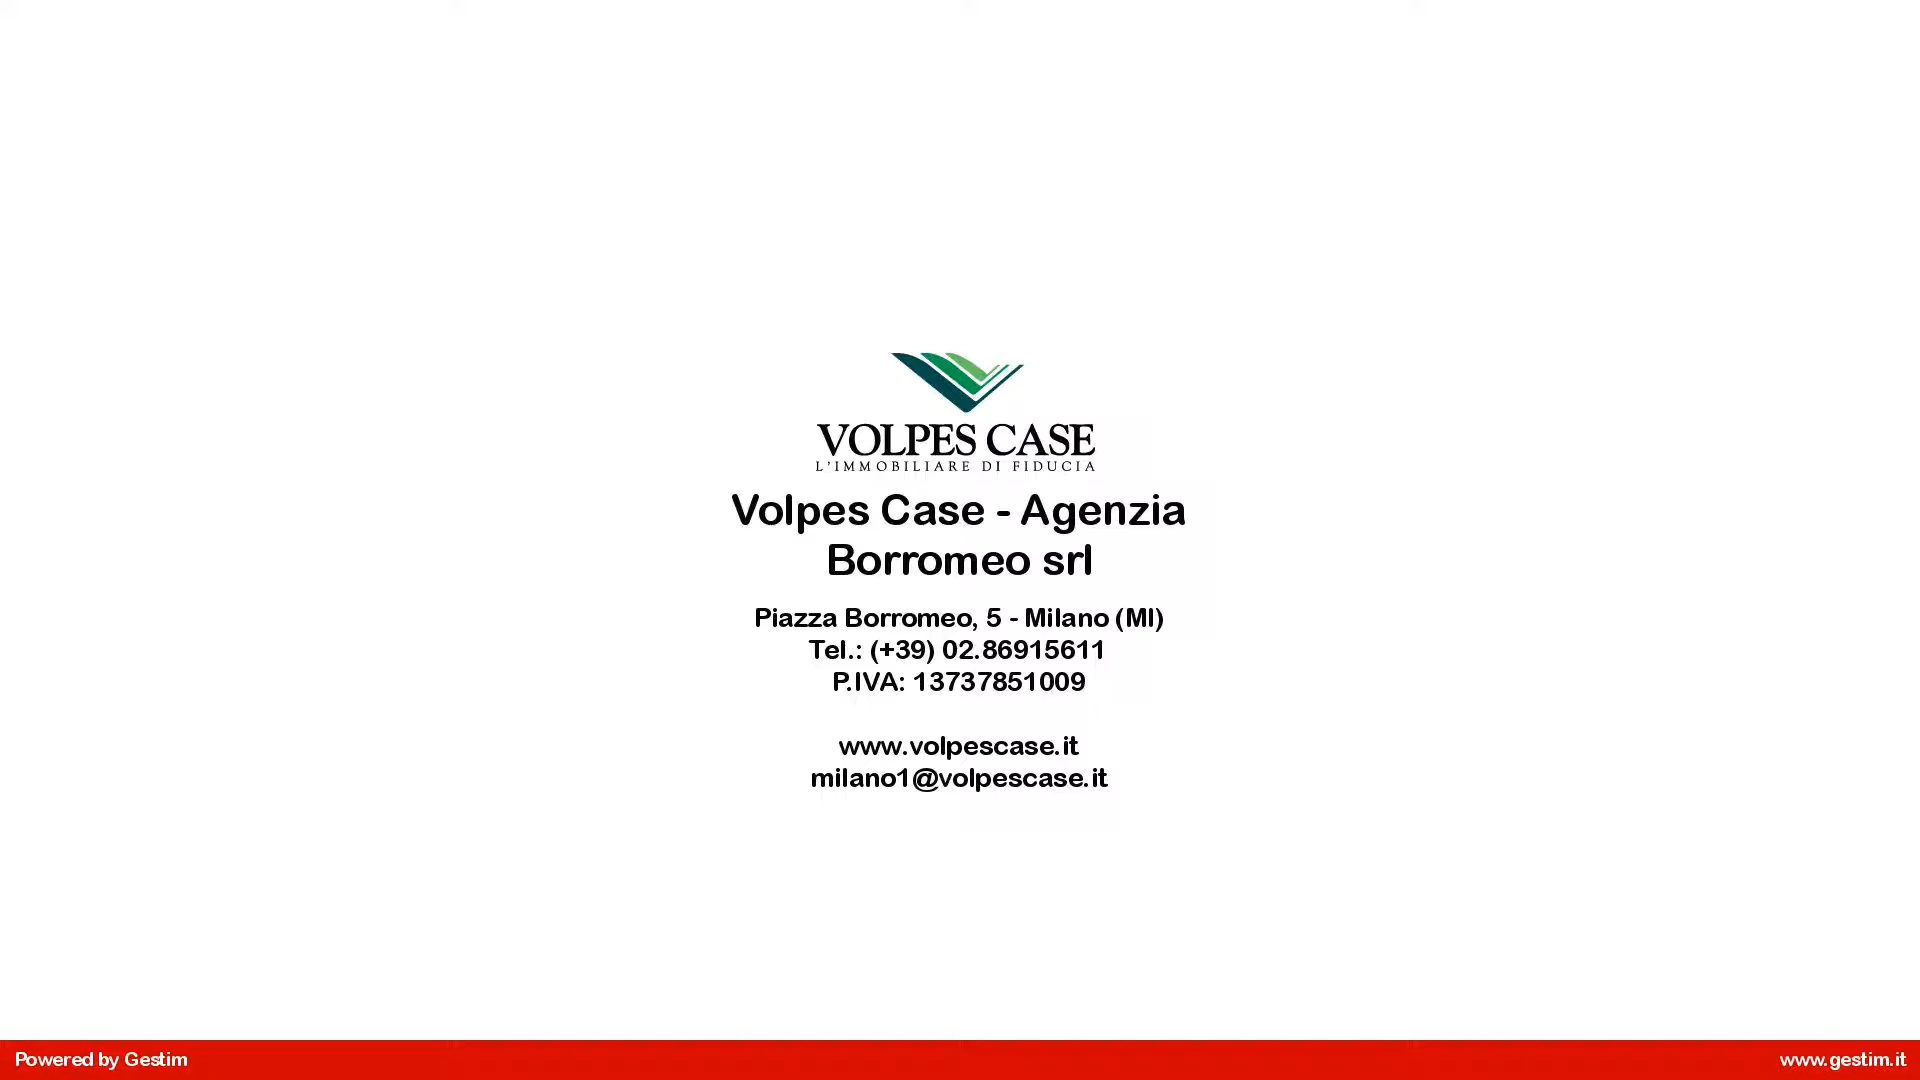 VOLPES CASE
L'IMMOBILIARE DI FIDUCIA
Volpes Case - Agenzia
Borromeo srl
Piazza Borromeo, 5 - Milano (MI)
Tel.: (+39) 02.86915611
P.IVA: 13737851009
www.volpescase.it
milano1@volpescase.it
Powered by Gestim
www.gestim.it